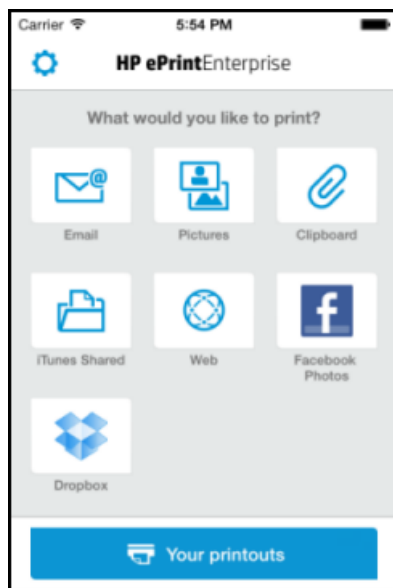 Carrier 5:54 PM
HP ePrintEnterprise
What would you like to print?
@
Email Pictures Clipboard
iTunes Shared Web Facebook
Photos
f
Dropbox
Your printouts